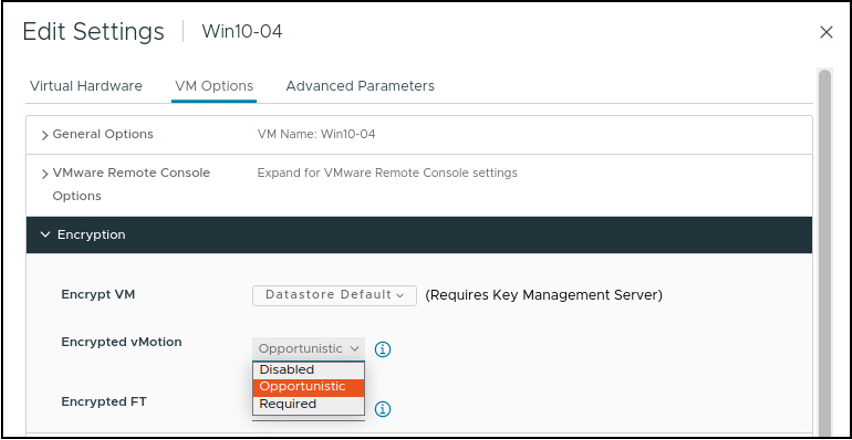 Edit Settings Win10-04
Virtual Hardware VM Options Advanced Parameters
General Options VM Name: Win10-04
VMware Remote Console Expand for VMware Remote Console settings
Options
Encryption
Encrypt VM Datastore Default (Requires Key Management Server)
Encrypted vMotion Opportunistic
Disabled
Opportunistic
Encrypted FT Required